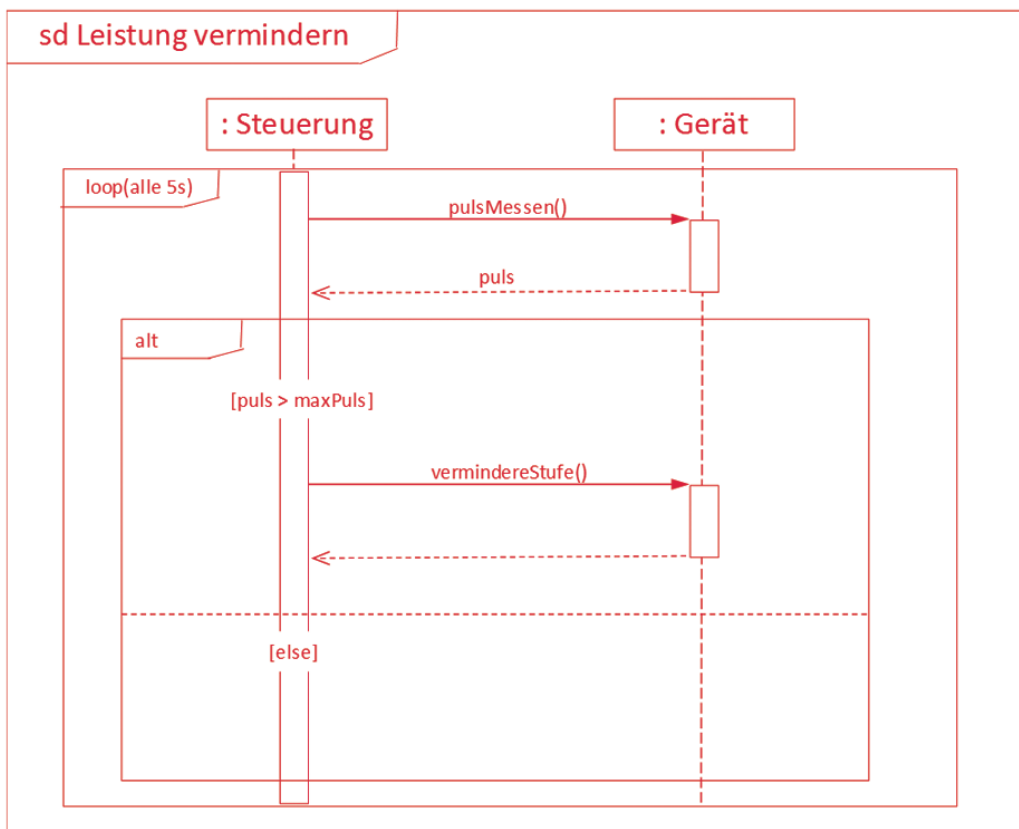 sd Leistung vermindern
: Steuerung
: Gerät
loop(alle 5s)
pulsMessen()
puls
alt
[puls > maxPuls]
vermindereStufe()
[else]